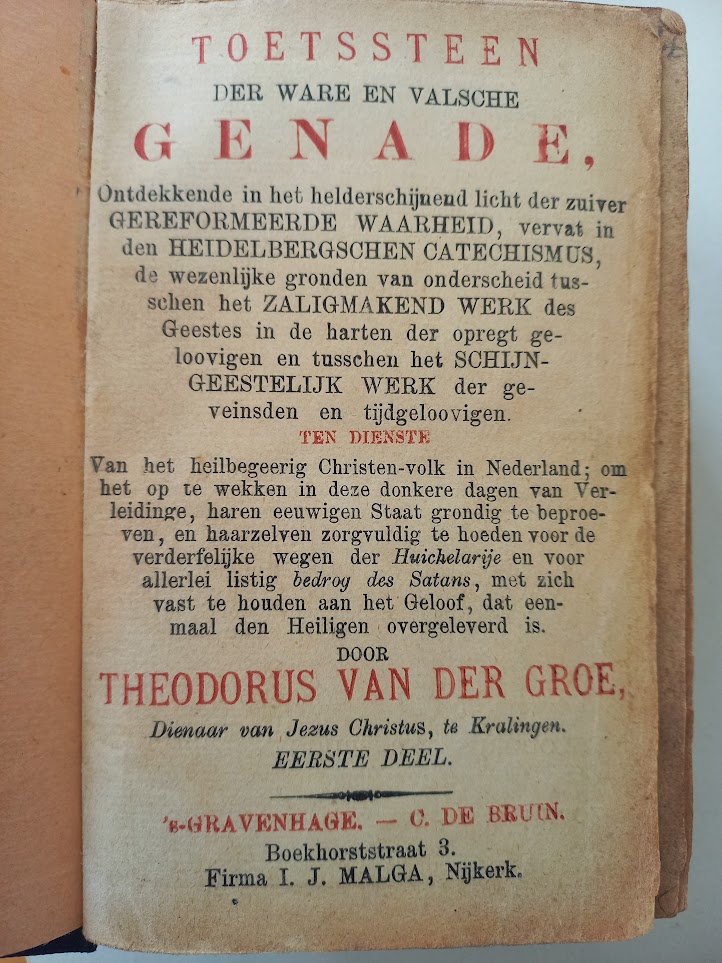 TOETSSTEEN
DER WARE EN VALSCHE
GENADE,
Ontdekkende in het helderschijnend licht der zuiver
GEREFORMEERDE WAARHEID, vervat in
den HEIDELBERGSCHEN CATECHISMUS,
de wezenlijke gronden van onderscheid tus-
schen het ZALIGMAKEND WERK des
Geestes in de harten der opregt ge-
loovigen en tusschen het SCHIJN-
GEESTELIJK WERK der ge-
veinsden en tijdgeloovigen.
TEN DIENSTE
Van het heilbegeerig Christen-volk in Nederland; om
het op te wekken in deze donkere dagen van Ver-
leidinge, haren eeuwigen Staat grondig te beproe-
ven, en haarzelven zorgvuldig te hoeden voor de
verderfelijke wegen der Huichelarije en voor
allerlei listig bedrog des Satans, met zich
vast te houden aan het Geloof, dat een-
maal den Heiligen overgeleverd is.
DOOR
THEODORUS VAN DER GROE,
Dienaar van Jezus Christus, te Kralingen.
EERSTE DEEL.
's-GRAVENHAGE. — C. DE BRUIN.
Boekhorststraat 3.
Firma I. J. MALGA, Nijkerk.